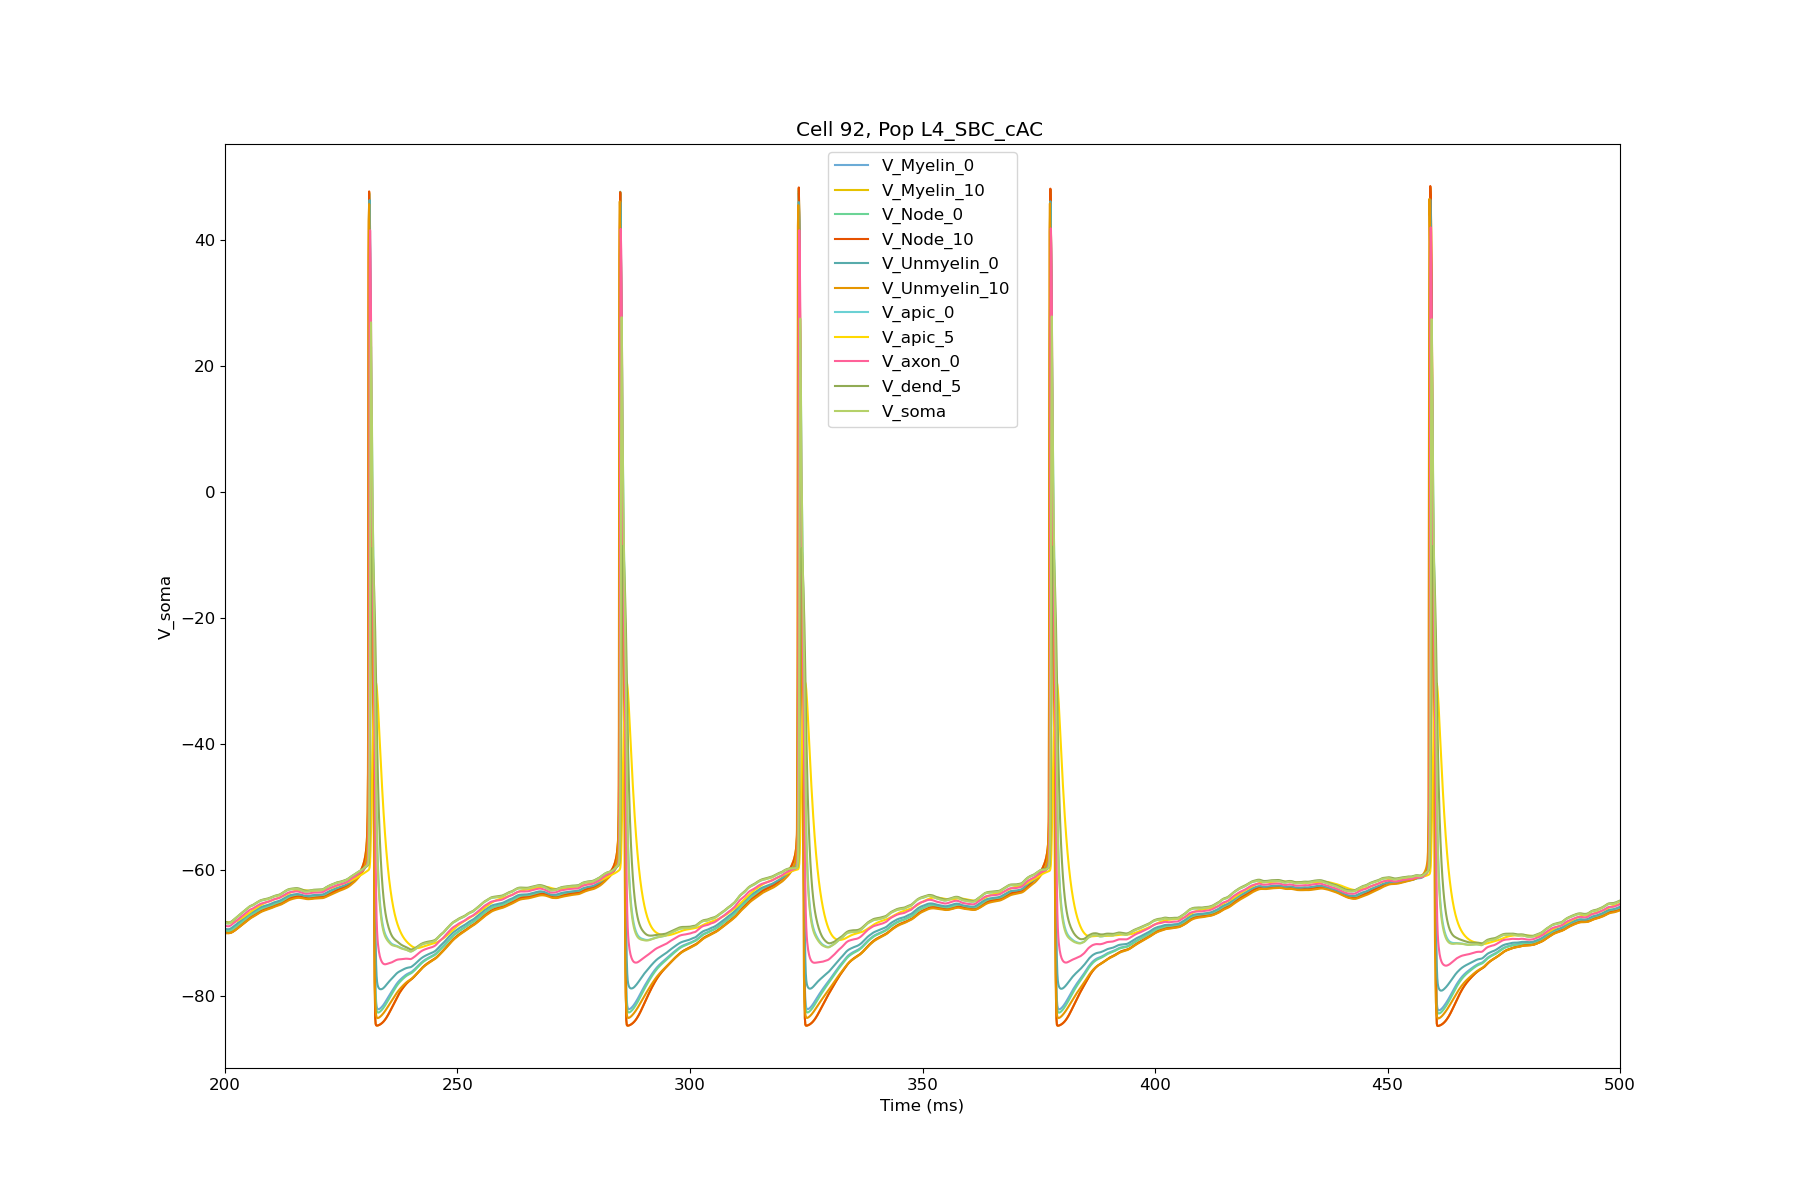 Cell 92, Pop L4_SBC_cAC
V_Myelin_0
V_Myelin_10
V_Node_0
V_Node_10
V_Unmyelin_0
V_Unmyelin_10
V_apic_0
V_apic_5
V_axon_0
V_dend_5
V_soma
40
20
0
−20
−40
−60
−80
V_soma
200 250 300 350 400 450 500
Time (ms)